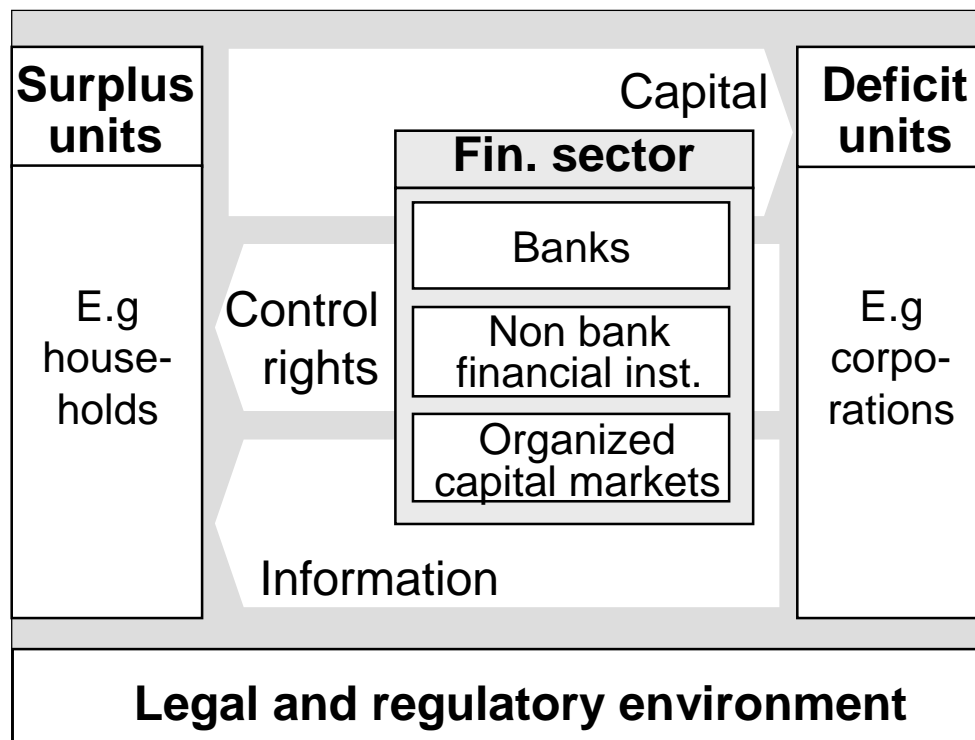 Surplus
units
E.g
house-
holds
Capital
Fin. sector
Banks
Non bank
financial inst.
Organized
capital markets
Control
rights
Information
Deficit
units
E.g
corpo-
rations
Legal and regulatory environment